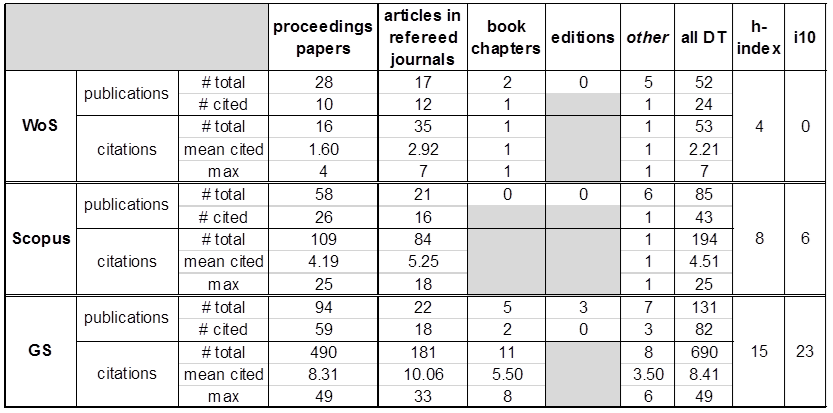 proceedings papers articles in refereed journals book chapters editions other all DT h-index i10
WoS publications # total 28 17 2 0 5 52 4 0
# cited 10 12 1 1 24
citations # total 16 35 1 1 53
mean cited 1.60 2.92 1 1 2.21
max 4 7 1 1 7
Scopus publications # total 58 21 0 0 6 85 8 6
# cited 26 16 1 43
citations # total 109 84 1 194
mean cited 4.19 5.25 1 4.51
max 25 18 1 25
GS publications # total 94 22 5 3 7 131 15 23
# cited 59 18 2 0 3 82
citations # total 490 181 11 8 690
mean cited 8.31 10.06 5.50 3.50 8.41
max 49 33 8 6 49